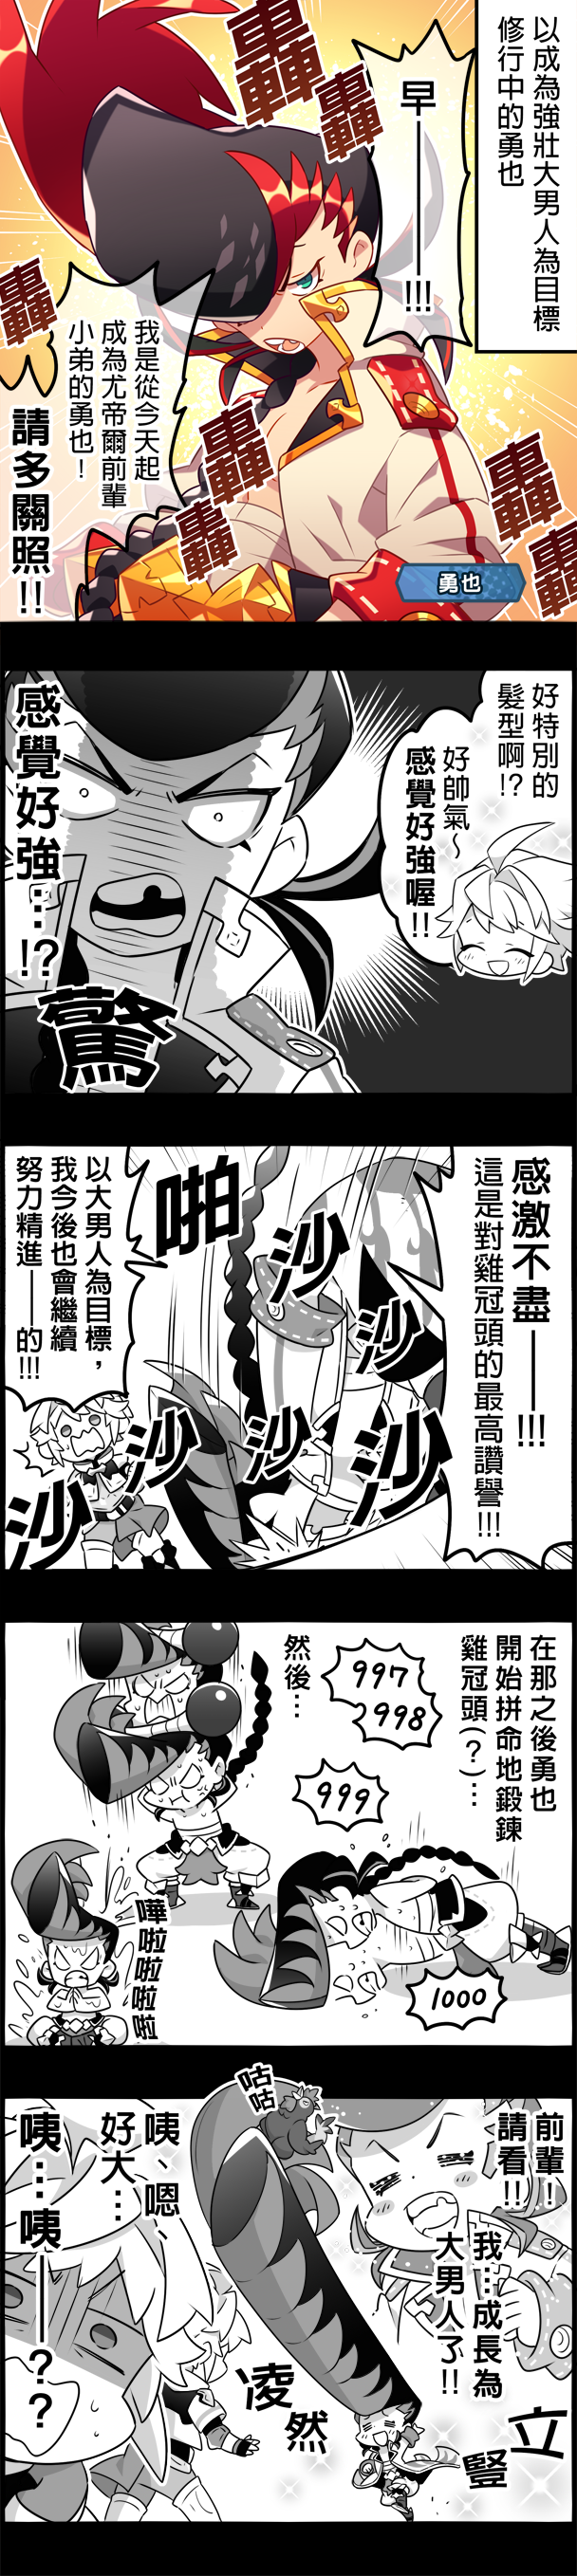 以成為強壯大男人為目標
修行中的勇也
早———!!!
轟
轟
轟
我是從今天起
成為尤帝爾前輩
小弟的勇也！
請多關照!!
轟
轟
轟
轟
勇也
好特別的
髮型啊!?
好帥氣～
感覺好強喔!!
感覺好強…!?
驚
感激不盡——!!!
這是對雞冠頭的最高讚譽!!!
啪
沙
沙
沙
沙
沙
沙
以大男人為目標，
我今後也會繼續
努力精進——的!!!
在那之後勇也
開始拼命地鍛鍊
雞冠頭(？)…
997
998
999
1000
然後…
嘩啦啦啦啦
前輩！
請看!!
我…成長為
大男人了!!
咕咕
立
豎
凜然
咦、嗯、
好大…
咦…咦——？？